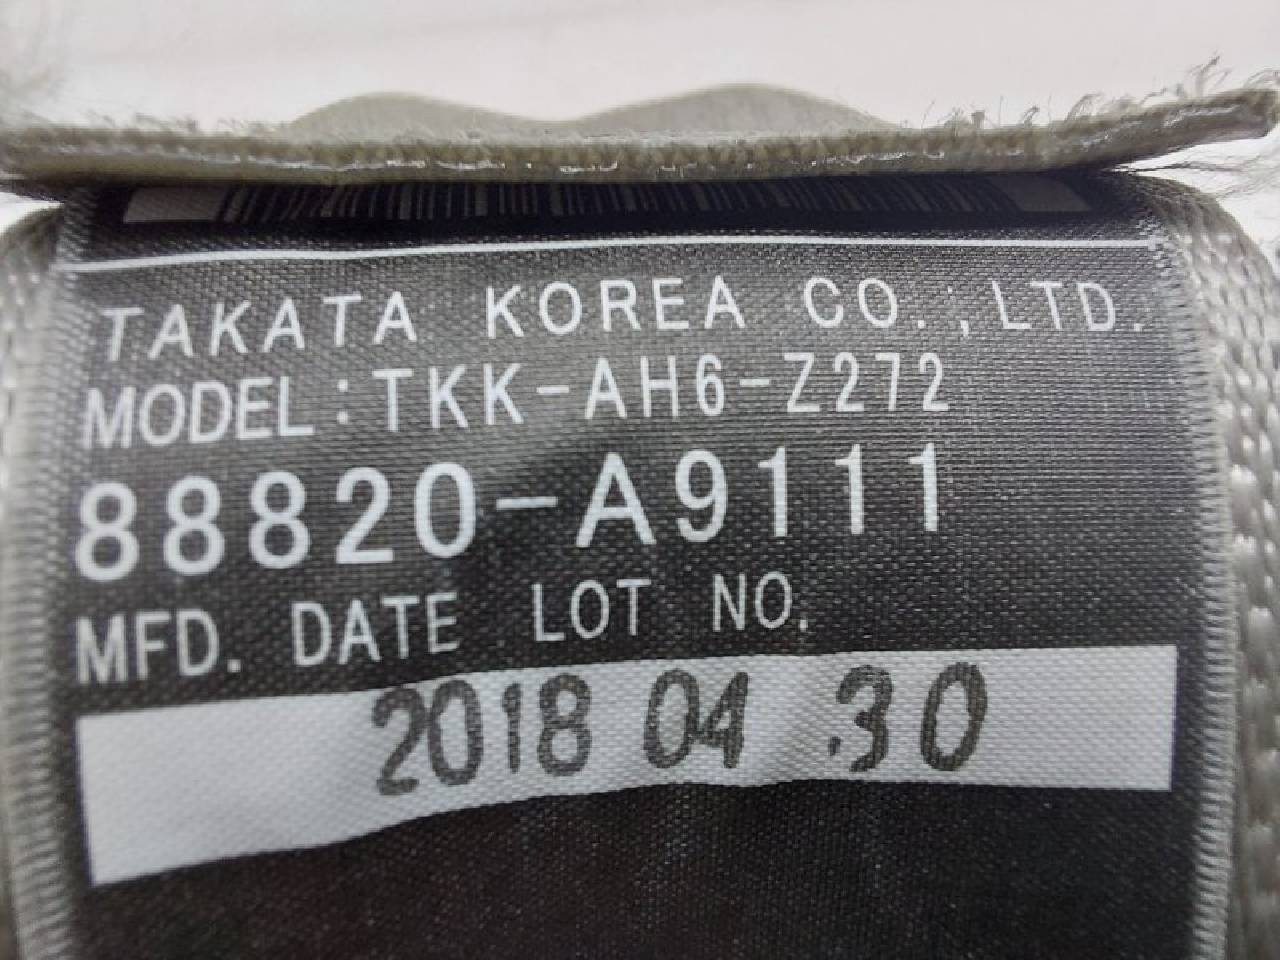 TAKATA KOREA CO.,LTD.
MODEL:TKK-AH6-Z272
88820-A9111
MFD. DATE LOT NO.
2018 04 .30